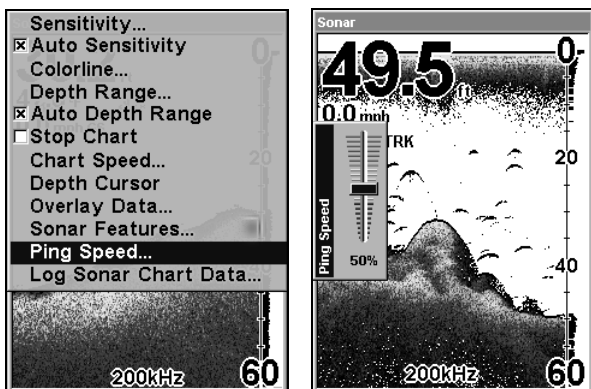 Sensitivity...
Auto Sensitivity
Colorline...
Depth Range...
Auto Depth Range
Stop Chart
Chart Speed...
Depth Cursor
Overlay Data...
Sonar Features...
Ping Speed...
Log Sonar Chart Data...
0
20
200kHz
60
Sonar
49.5 ft
0.0 mph
TRK
Ping Speed
50%
0
20
40
200kHz
60